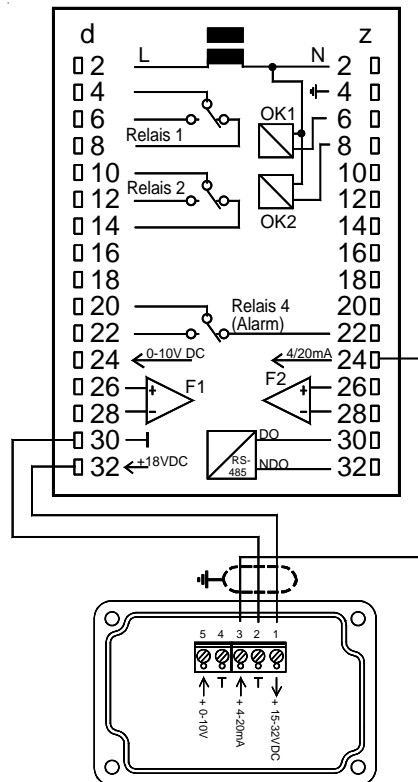 d z
2 L N 2
4 4
6 OK1 6
Relais 1
8 8
10 10
Relais 2
12 12
14 OK2 14
16 16
18 18
20 Relais 4 20
22 (Alarm) 22
24 0-10V DC 4/20mA 24
26 + F1 F2 + 26
28 - - 28
30 DO 30
RS-
485
32 +18VDC NDO 32
5 4 3 2 1
+ 0-10V
+ 4-20mA
+ 15-32VDC